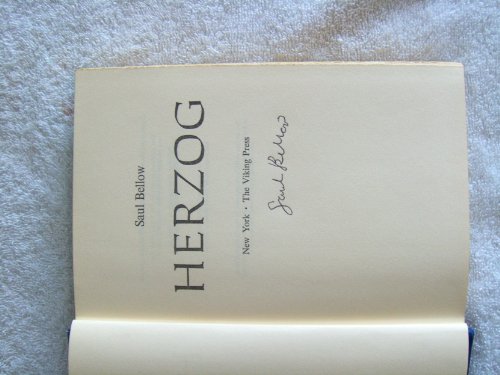 Saul Bellow
HERZOG
New York · The Viking Press
Saul Bellow